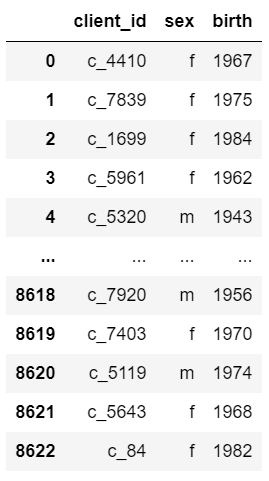 client_id sex birth
0 c_4410 f 1967
1 c_7839 f 1975
2 c_1699 f 1984
3 c_5961 f 1962
4 c_5320 m 1943
... ... ... ...
8618 c_7920 m 1956
8619 c_7403 f 1970
8620 c_5119 m 1974
8621 c_5643 f 1968
8622 c_84 f 1982